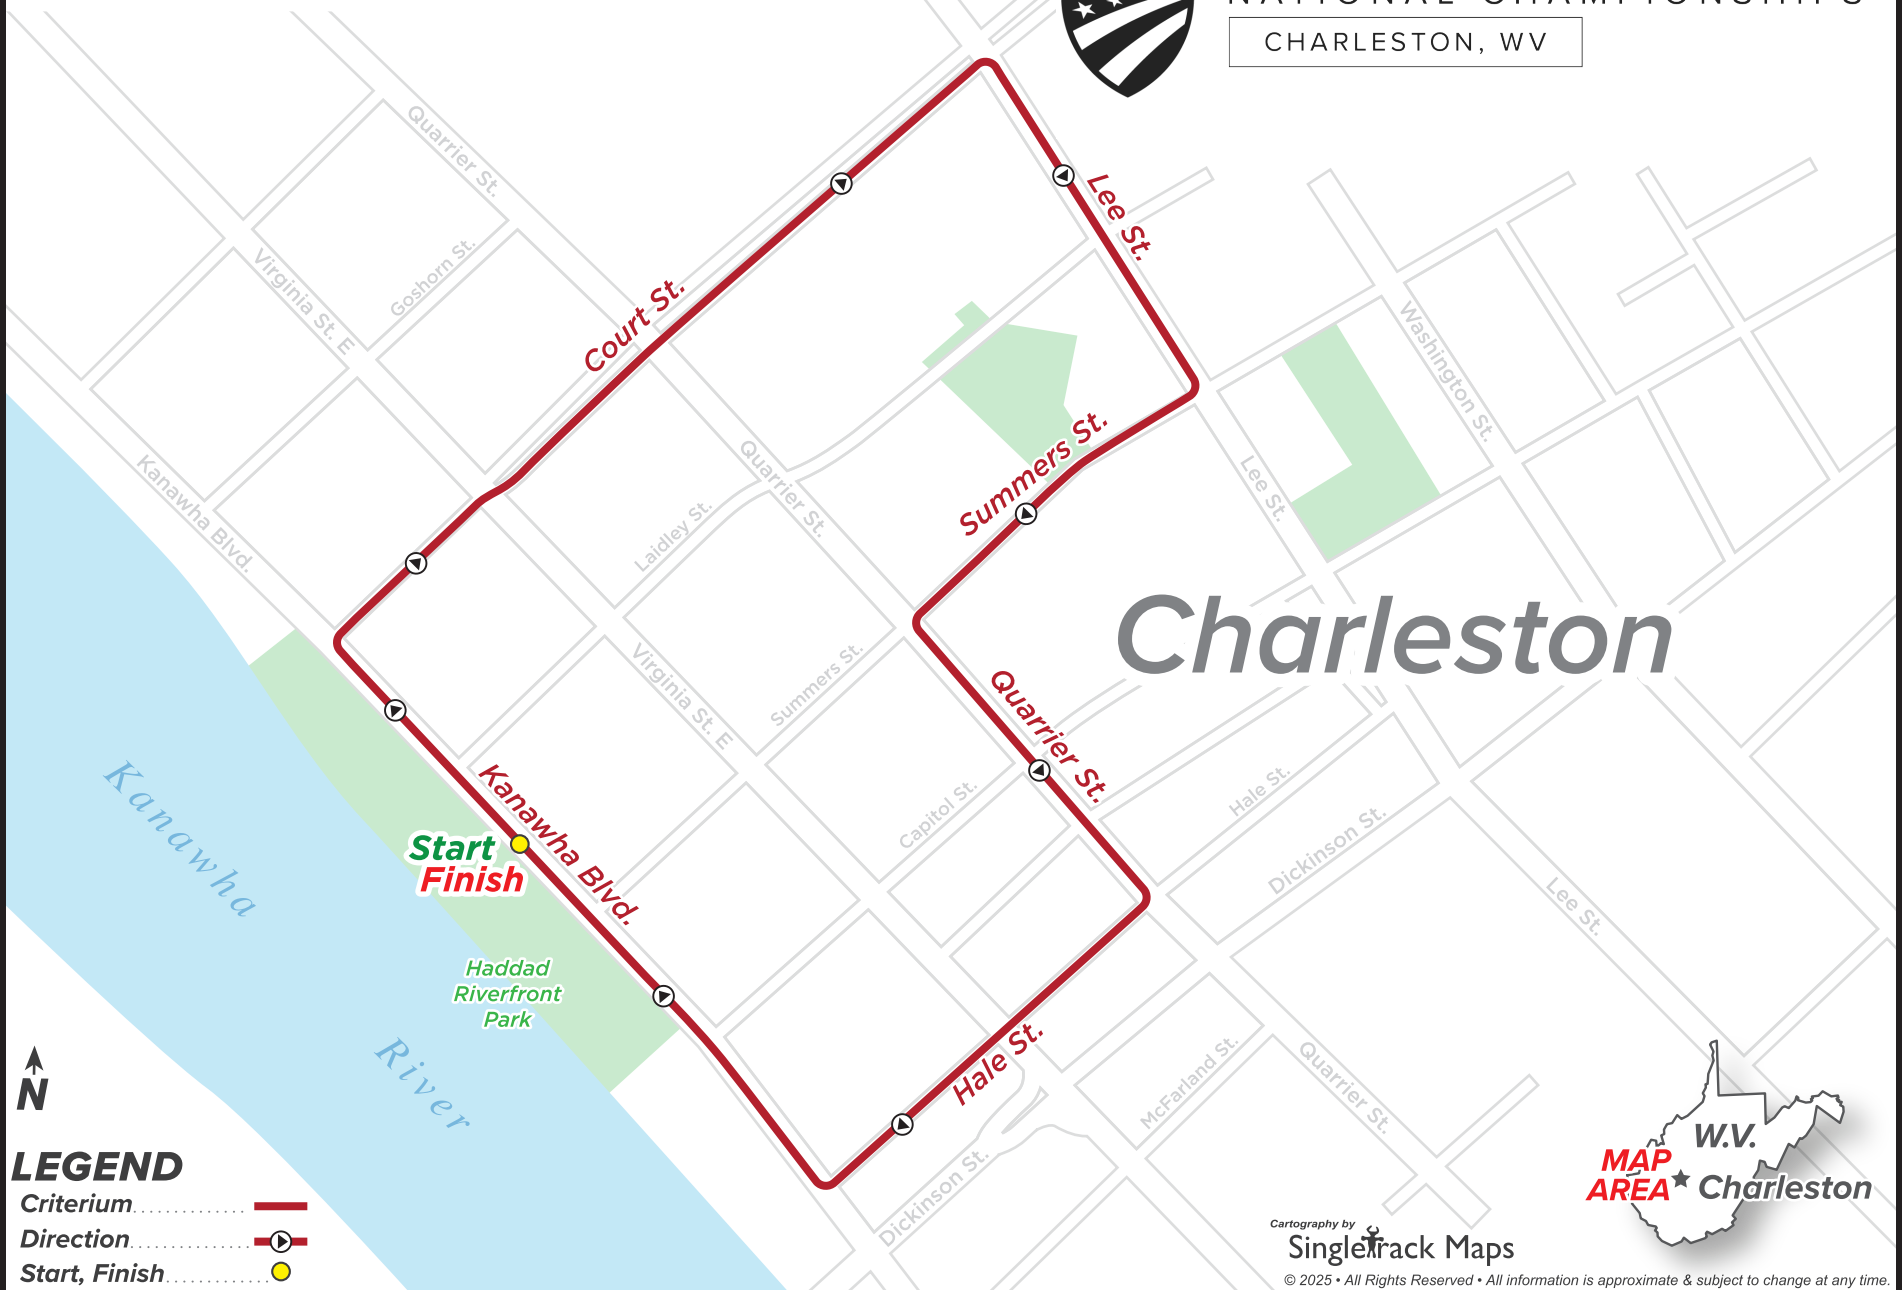 NATIONAL CHAMPIONSHIPS
CHARLESTON, WV
Quarrier St.
Goshorn St.
Virginia St. E
Court St.
Lee St.
Washington St.
Kanawha Blvd.
Laidley St.
Quarrier St.
Summers St.
Lee St.
Charleston
Virginia St. E
Summers St.
Quarrier St.
Capitol St.
Hale St.
Dickinson St.
Lee St.
Kanawha Blvd.
Start
Finish
Kanawha
River
Haddad
Riverfront
Park
Hale St.
McFarland St.
Quarrier St.
Dickinson St.
N
LEGEND
Criterium
Direction
Start, Finish
W.V.
MAP
AREA
Charleston
Cartography by
SingleTrack Maps
© 2025 • All Rights Reserved • All information is approximate & subject to change at any time.